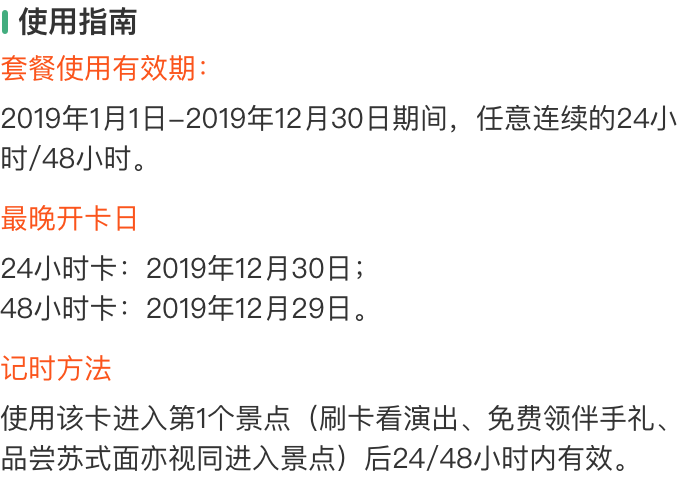 使用指南
套餐使用有效期：
2019年1月1日-2019年12月30日期间，任意连续的24小
时/48小时。
最晚开卡日
24小时卡：2019年12月30日；
48小时卡：2019年12月29日。
记时方法
使用该卡进入第1个景点（刷卡看演出、免费领伴手礼、
品尝苏式面亦视同进入景点）后24/48小时内有效。